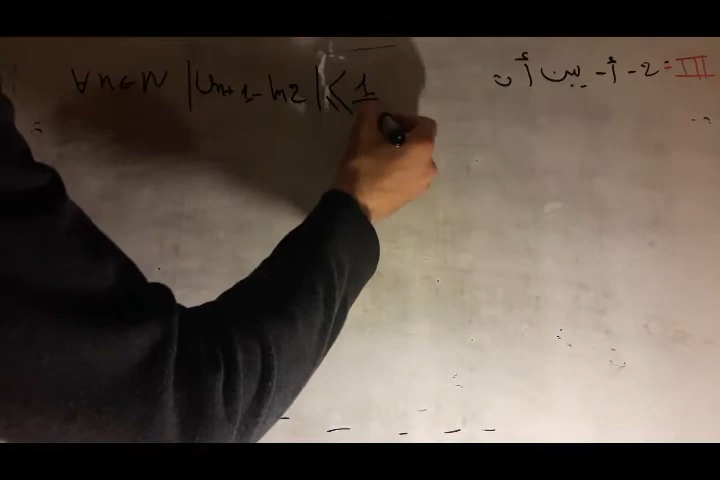 III: 2 - أ - بين أن ∀n∈N |Un+1 - ln2| ≤ 1